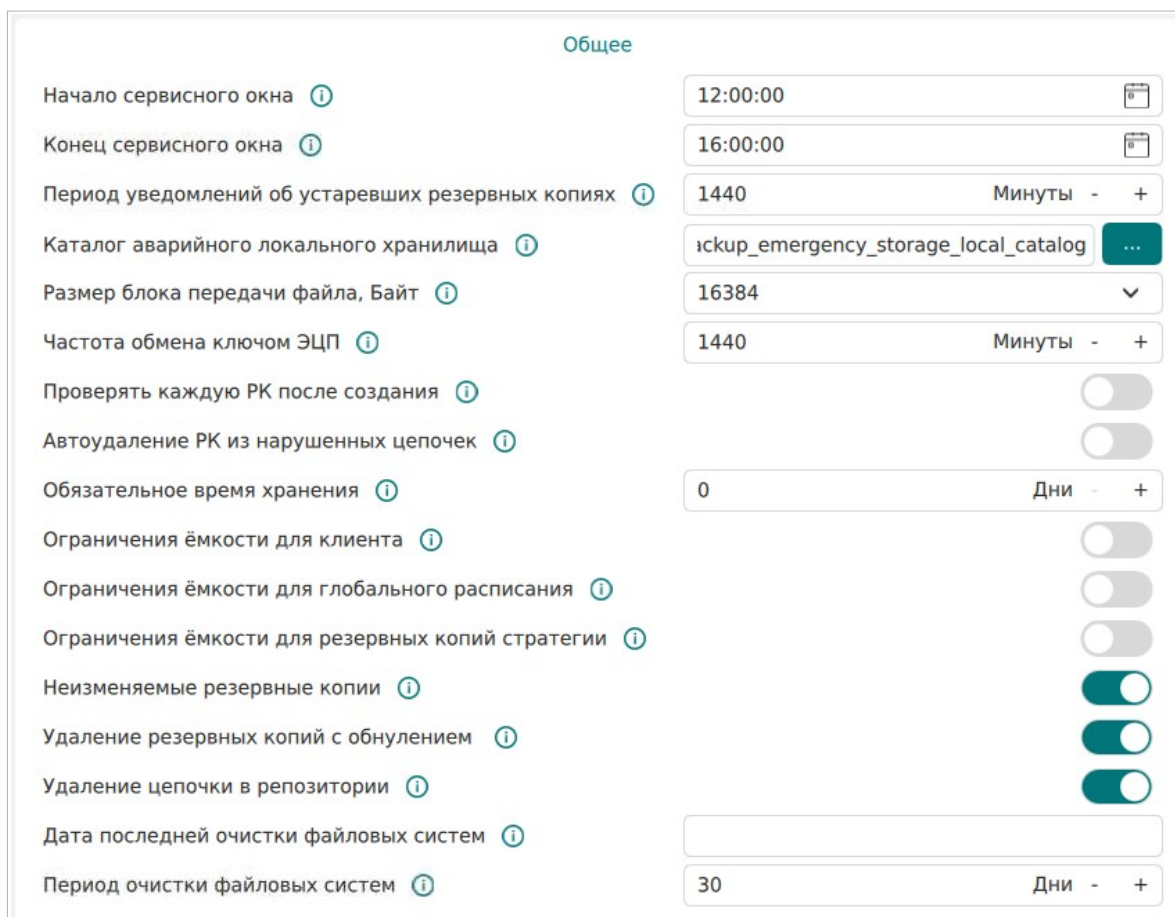 Общее
Начало сервисного окна 12:00:00
Конец сервисного окна 16:00:00
Период уведомлений об устаревших резервных копиях 1440 Минуты - +
Каталог аварийного локального хранилища ackup_emergency_storage_local_catalog ...
Размер блока передачи файла, Байт 16384
Частота обмена ключом ЭЦП 1440 Минуты - +
Проверять каждую РК после создания
Автоудаление РК из нарушенных цепочек
Обязательное время хранения 0 Дни - +
Ограничения ёмкости для клиента
Ограничения ёмкости для глобального расписания
Ограничения ёмкости для резервных копий стратегии
Неизменяемые резервные копии
Удаление резервных копий с обнулением
Удаление цепочки в репозитории
Дата последней очистки файловых систем
Период очистки файловых систем 30 Дни - +